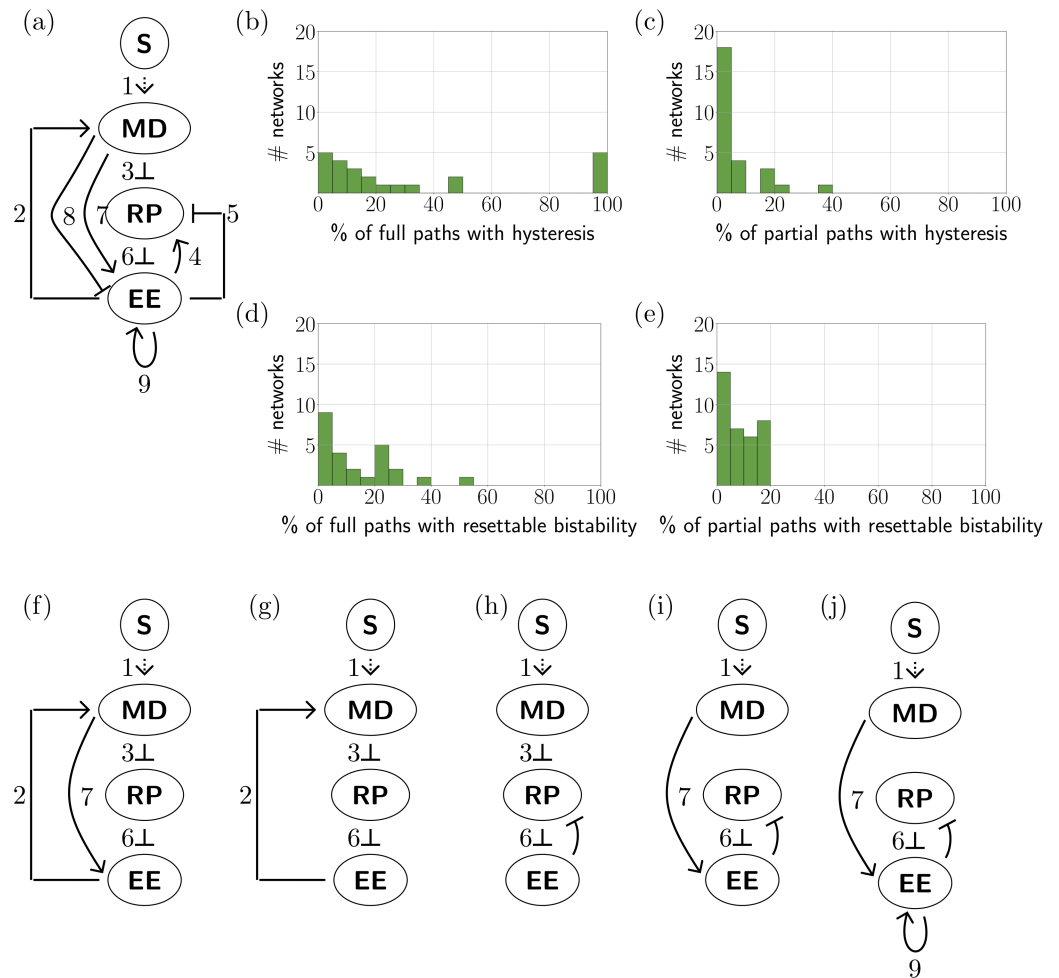 (a)
S
1
MD
3
2
8
7
RP
5
6
4
EE
9
(b)
# networks
20
15
10
5
0 20 40 60 80 100
% of full paths with hysteresis
(c)
# networks
20
15
10
5
0 20 40 60 80 100
% of partial paths with hysteresis
(d)
# networks
20
15
10
5
0 20 40 60 80 100
% of full paths with resettable bistability
(e)
# networks
20
15
10
5
0 20 40 60 80 100
% of partial paths with resettable bistability
(f)
S
1
MD
3
2
7
RP
6
EE
(g)
S
1
MD
3
2
RP
6
EE
(h)
S
1
MD
3
RP
6
EE
(i)
S
1
MD
7
RP
6
EE
(j)
S
1
MD
7
RP
6
EE
9